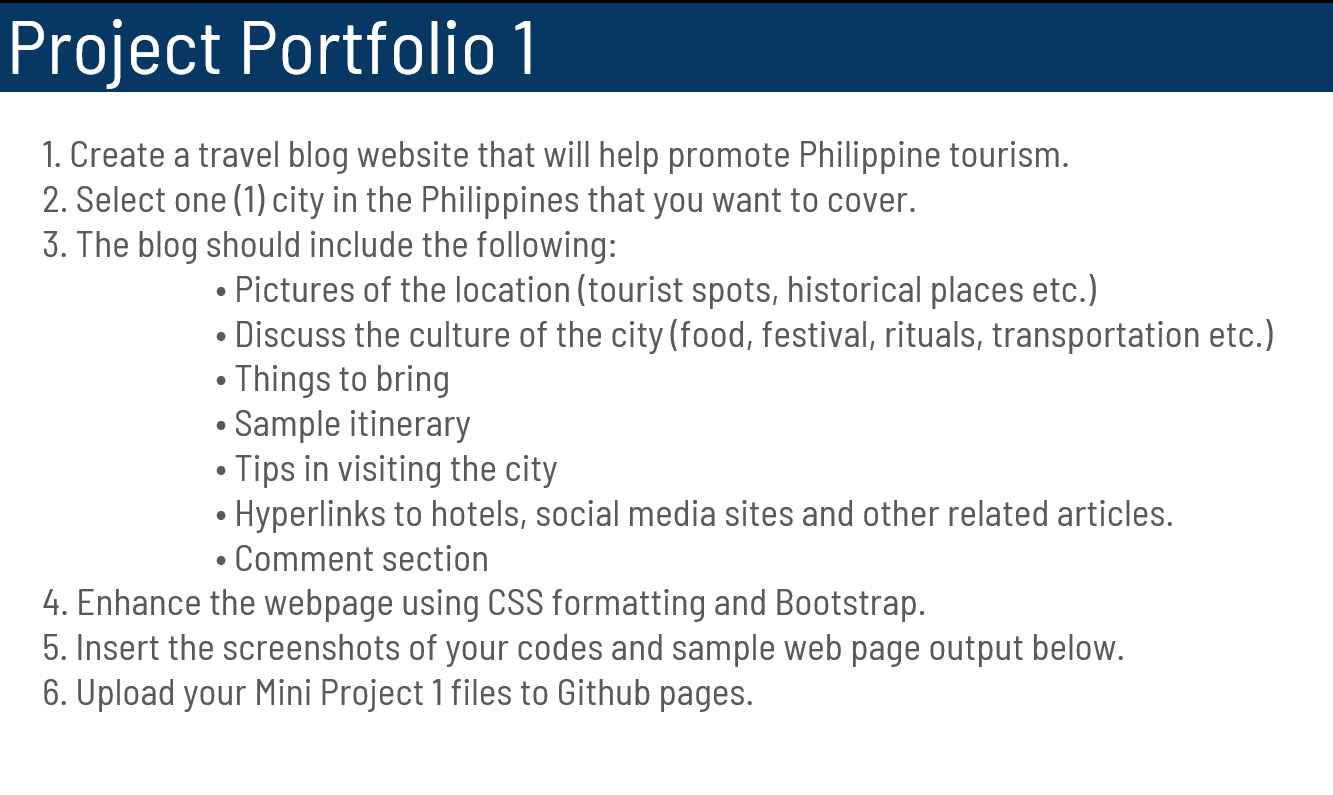 Project Portfolio 1
1. Create a travel blog website that will help promote Philippine tourism.
2. Select one (1) city in the Philippines that you want to cover.
3. The blog should include the following:
• Pictures of the location (tourist spots, historical places etc.)
• Discuss the culture of the city (food, festival, rituals, transportation etc.)
• Things to bring
• Sample itinerary
• Tips in visiting the city
• Hyperlinks to hotels, social media sites and other related articles.
• Comment section
4. Enhance the webpage using CSS formatting and Bootstrap.
5. Insert the screenshots of your codes and sample web page output below.
6. Upload your Mini Project 1 files to Github pages.